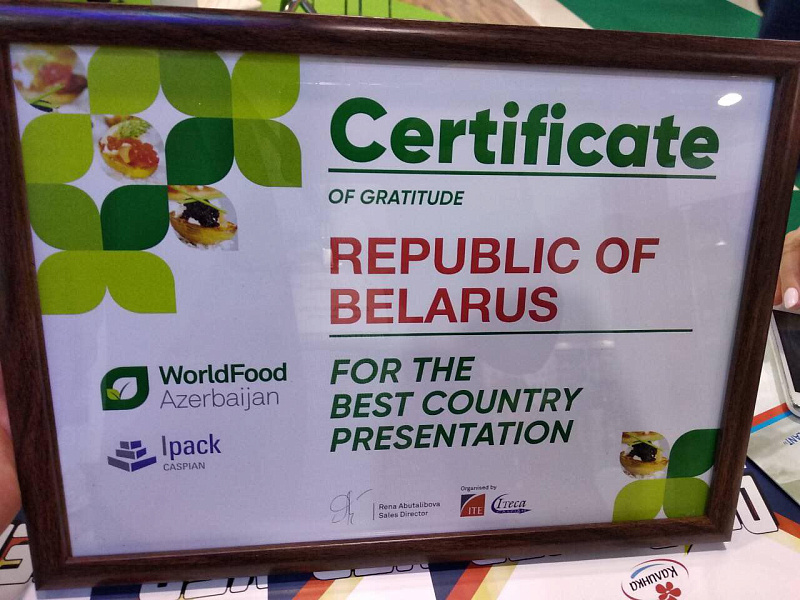 Certificate
OF GRATITUDE
REPUBLIC OF
BELARUS
FOR THE
BEST COUNTRY
PRESENTATION
WorldFood
Azerbaijan
Ipack
CASPIAN
Rena Abutalibova
Sales Director
Organised by
ITE
Iteca
Калинка